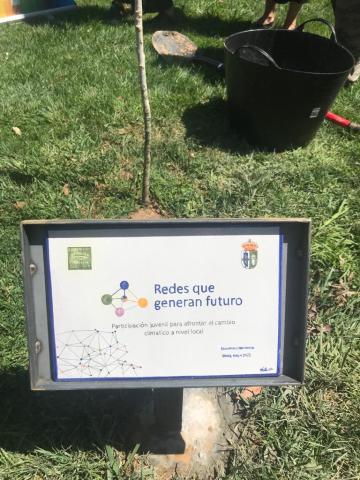 Redes que
generan futuro
Participación juvenil para afrontar el cambio
climático a nivel local